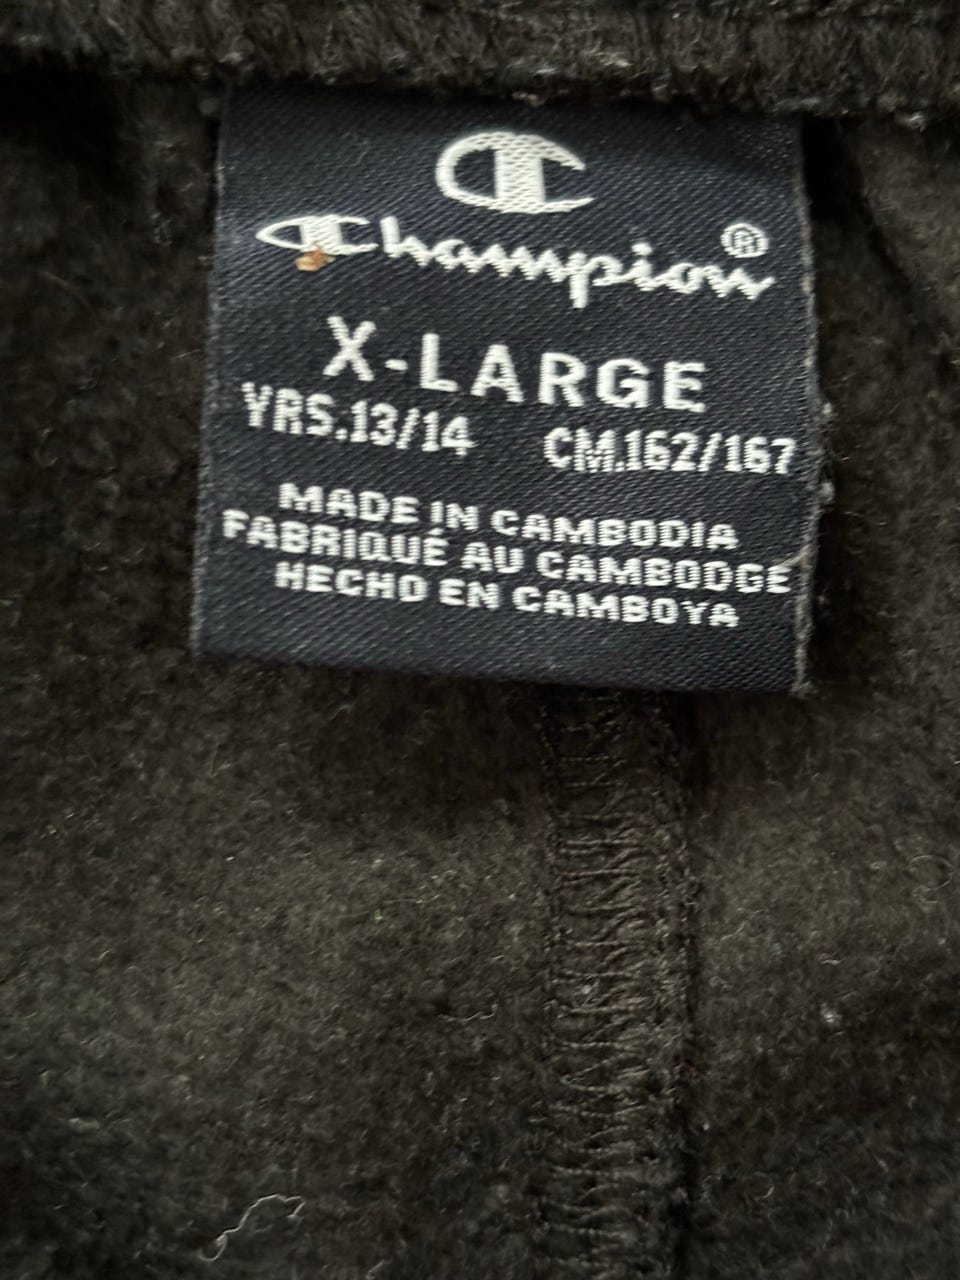 Champion®
X-LARGE
YRS.13/14 CM.162/167
MADE IN CAMBODIA
FABRIQUÉ AU CAMBODGE
HECHO EN CAMBOYA